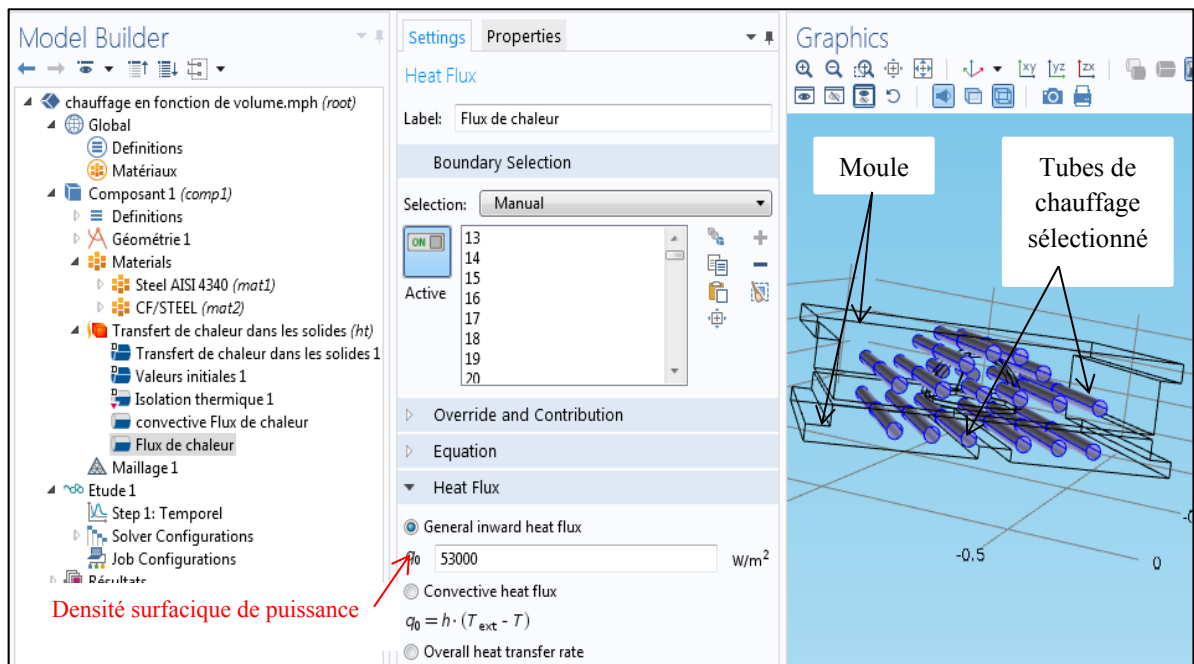 Model Builder
chauffage en fonction de volume.mph (root)
Global
Definitions
Matériaux
Composant 1 (comp1)
Definitions
Géométrie 1
Materials
Steel AISI 4340 (mat1)
CF/STEEL (mat2)
Transfert de chaleur dans les solides (ht)
Transfert de chaleur dans les solides 1
Valeurs initiales 1
Isolation thermique 1
convective Flux de chaleur
Flux de chaleur
Maillage 1
Etude 1
Step 1: Temporel
Solver Configurations
Job Configurations
Résultats
Densité surfacique de puissance
Settings Properties
Heat Flux
Label: Flux de chaleur
Boundary Selection
Selection: Manual
ON
Active
13
14
15
16
17
18
19
20
Override and Contribution
Equation
Heat Flux
General inward heat flux
q0 53000 W/m²
Convective heat flux
q0 = h · (Text - T)
Overall heat transfer rate
Graphics
xy yz zx
Moule
Tubes de
chauffage
sélectionné
-0.5
0